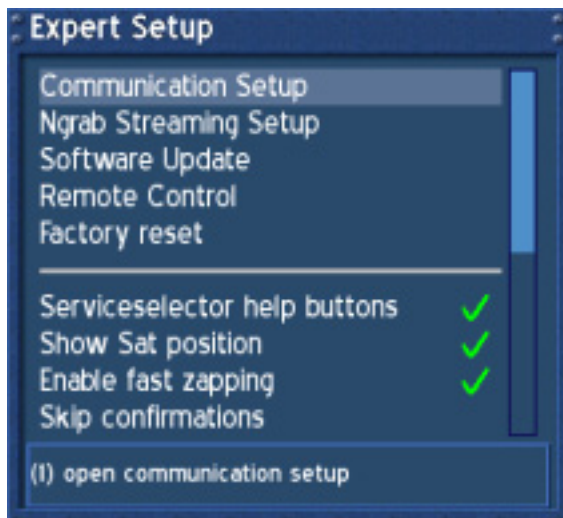 Expert Setup
Communication Setup
Ngrab Streaming Setup
Software Update
Remote Control
Factory reset
Serviceselector help buttons
Show Sat position
Enable fast zapping
Skip confirmations
(1) open communication setup